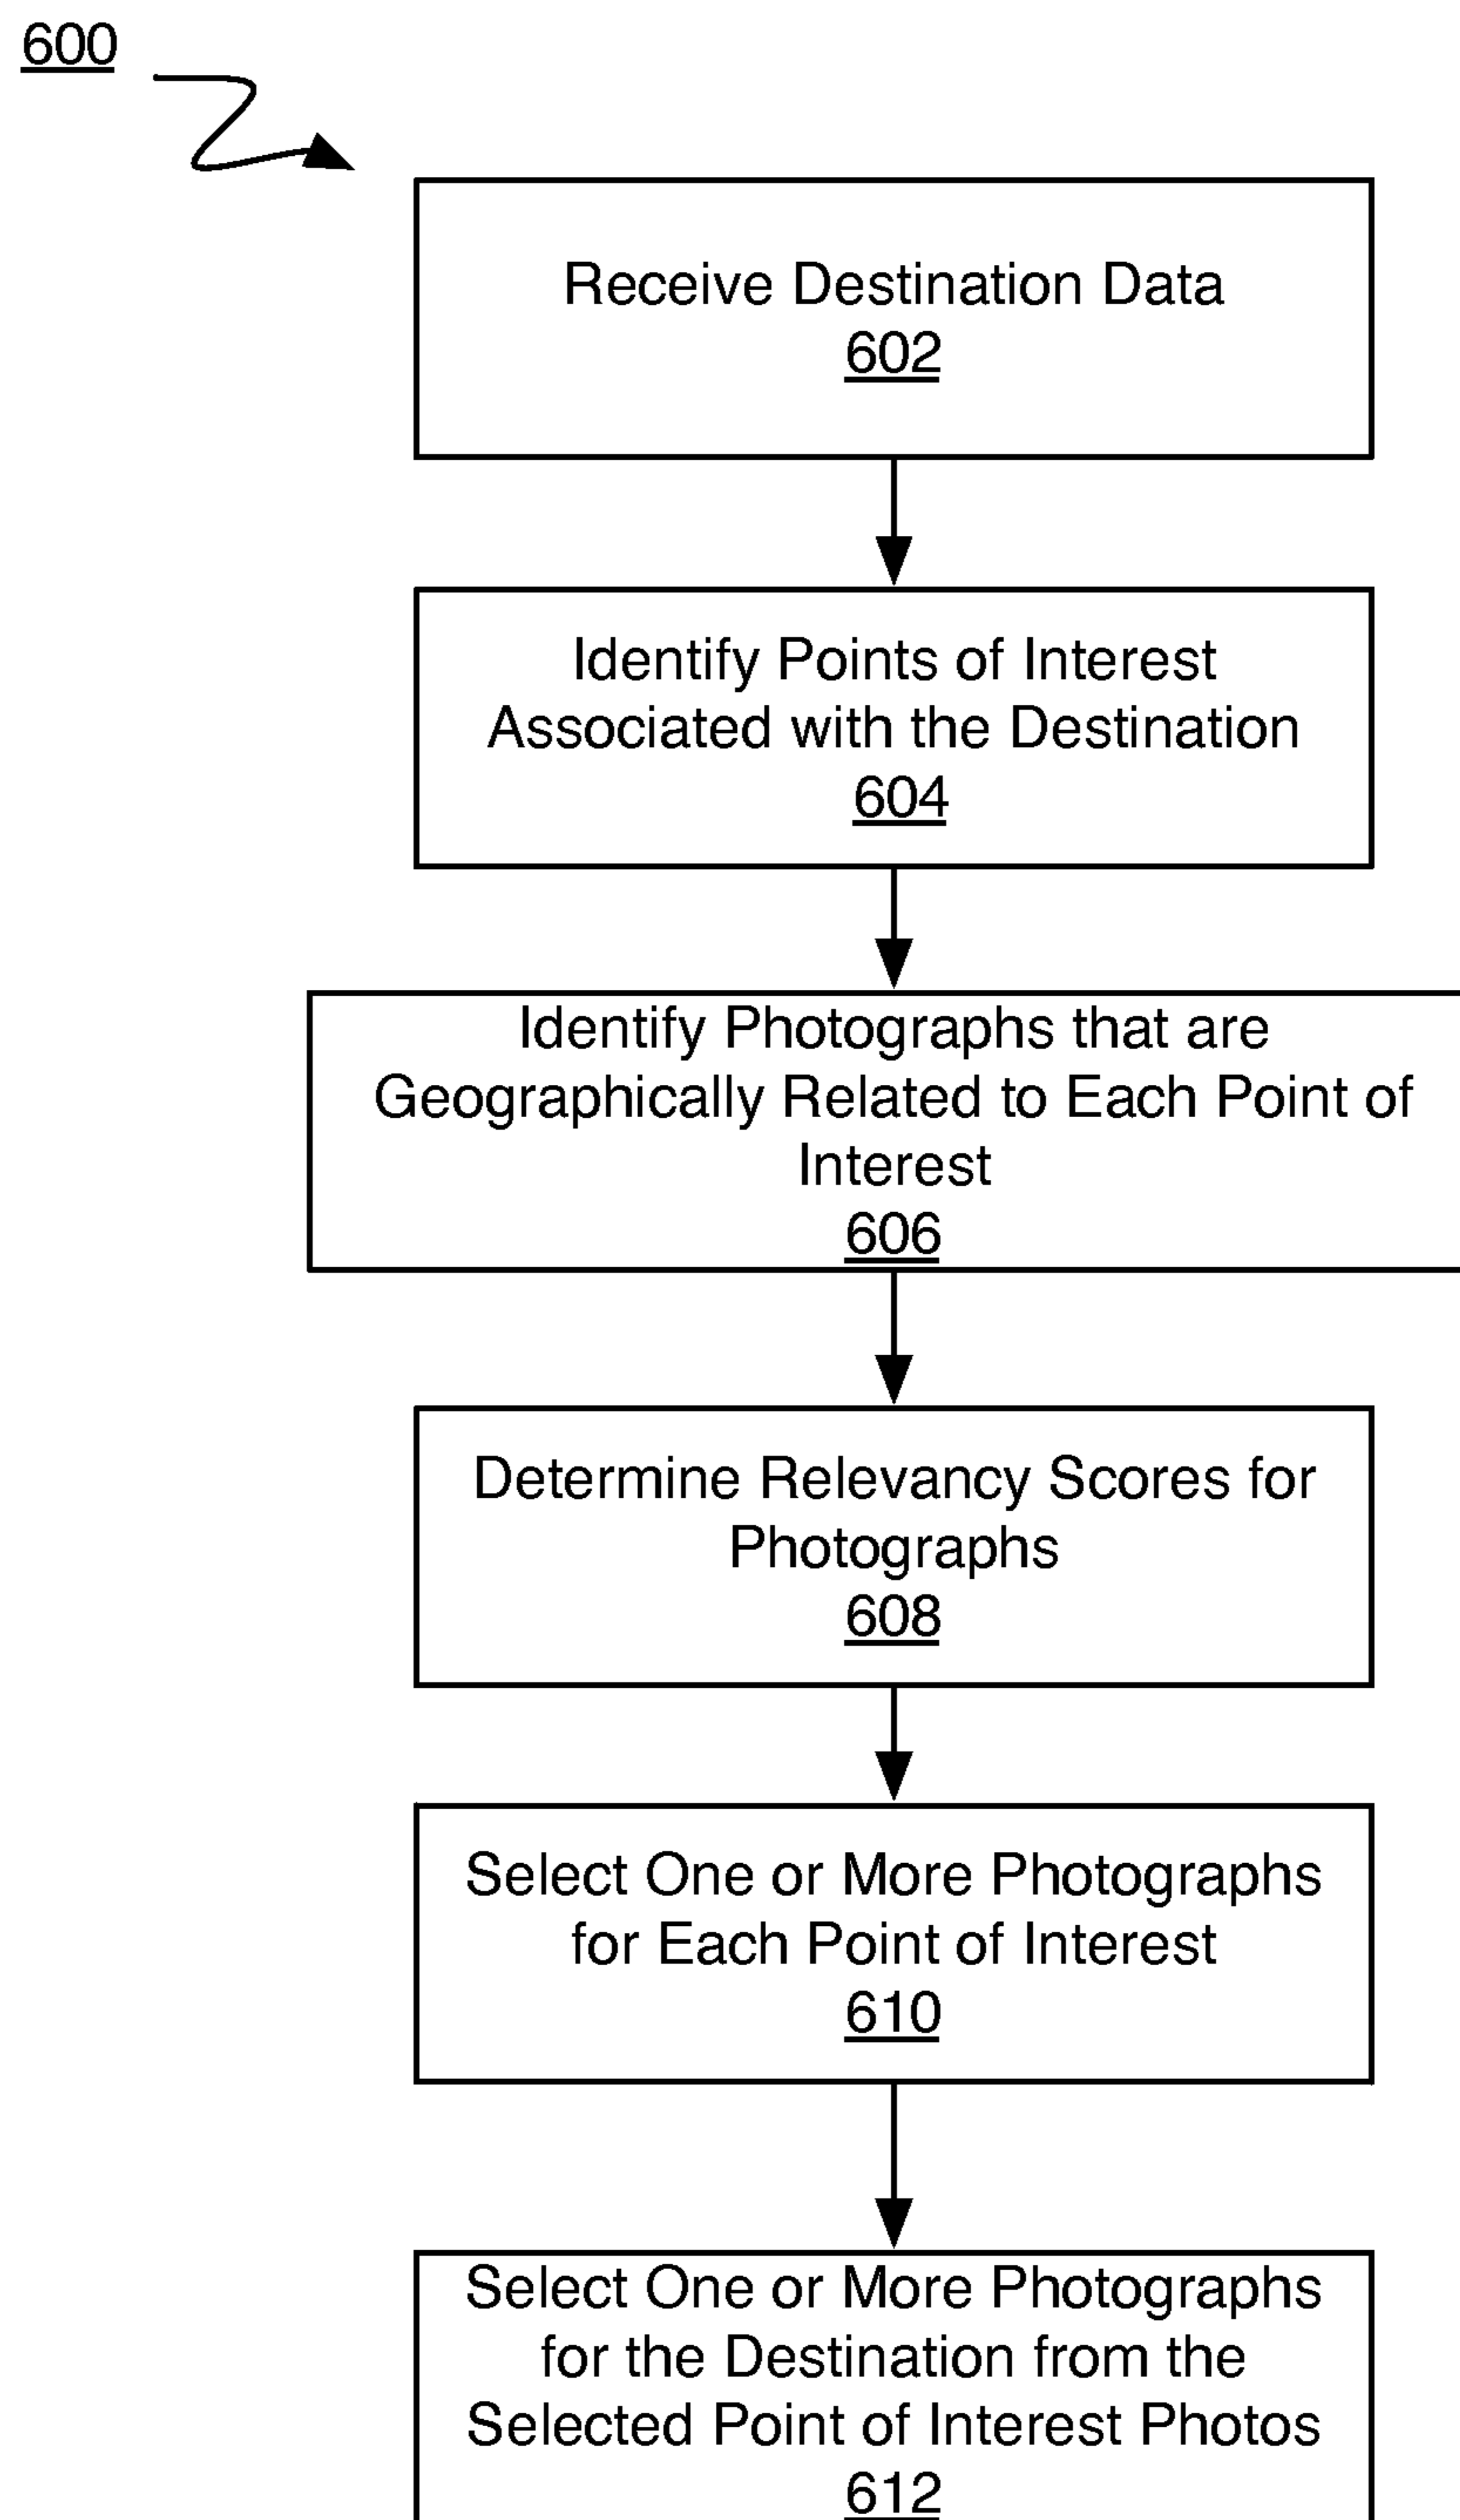 600
Receive Destination Data
602
Identify Points of Interest
Associated with the Destination
604
Identify Photographs that are
Geographically Related to Each Point of
Interest
606
Determine Relevancy Scores for
Photographs
608
Select One or More Photographs
for Each Point of Interest
610
Select One or More Photographs
for the Destination from the
Selected Point of Interest Photos
612